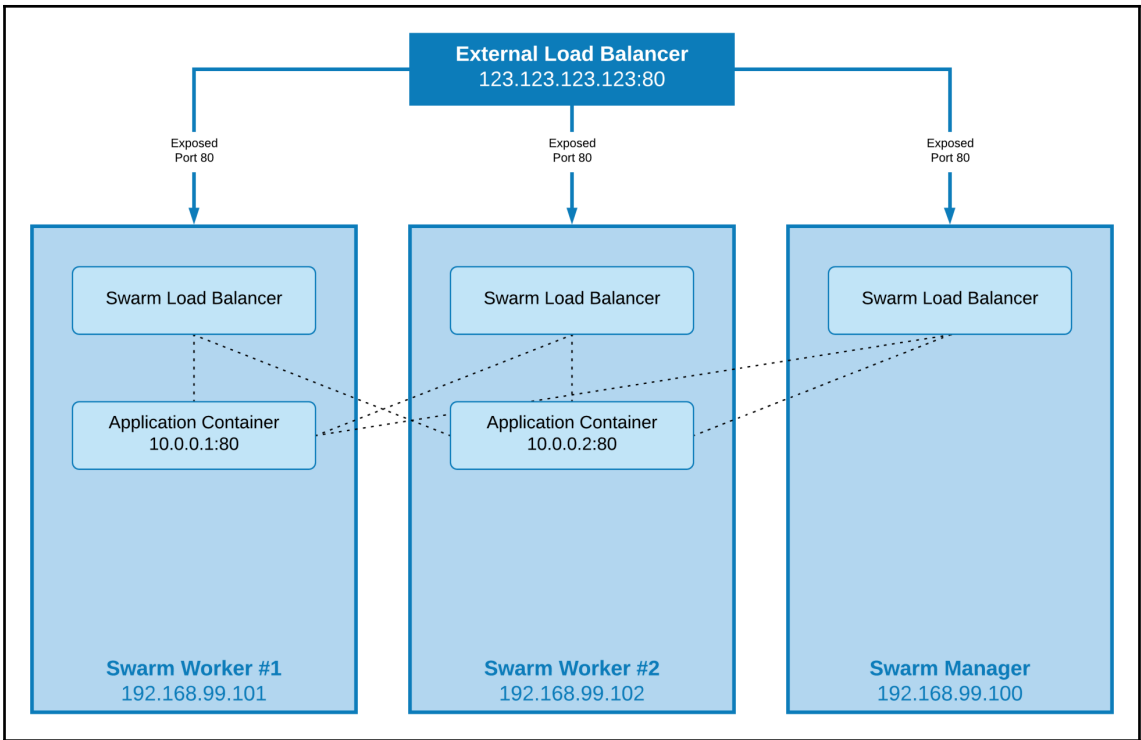 External Load Balancer
123.123.123.123:80
Exposed
Port 80
Exposed
Port 80
Exposed
Port 80
Swarm Load Balancer
Swarm Load Balancer
Swarm Load Balancer
Application Container
10.0.0.1:80
Application Container
10.0.0.2:80
Swarm Worker #1
192.168.99.101
Swarm Worker #2
192.168.99.102
Swarm Manager
192.168.99.100